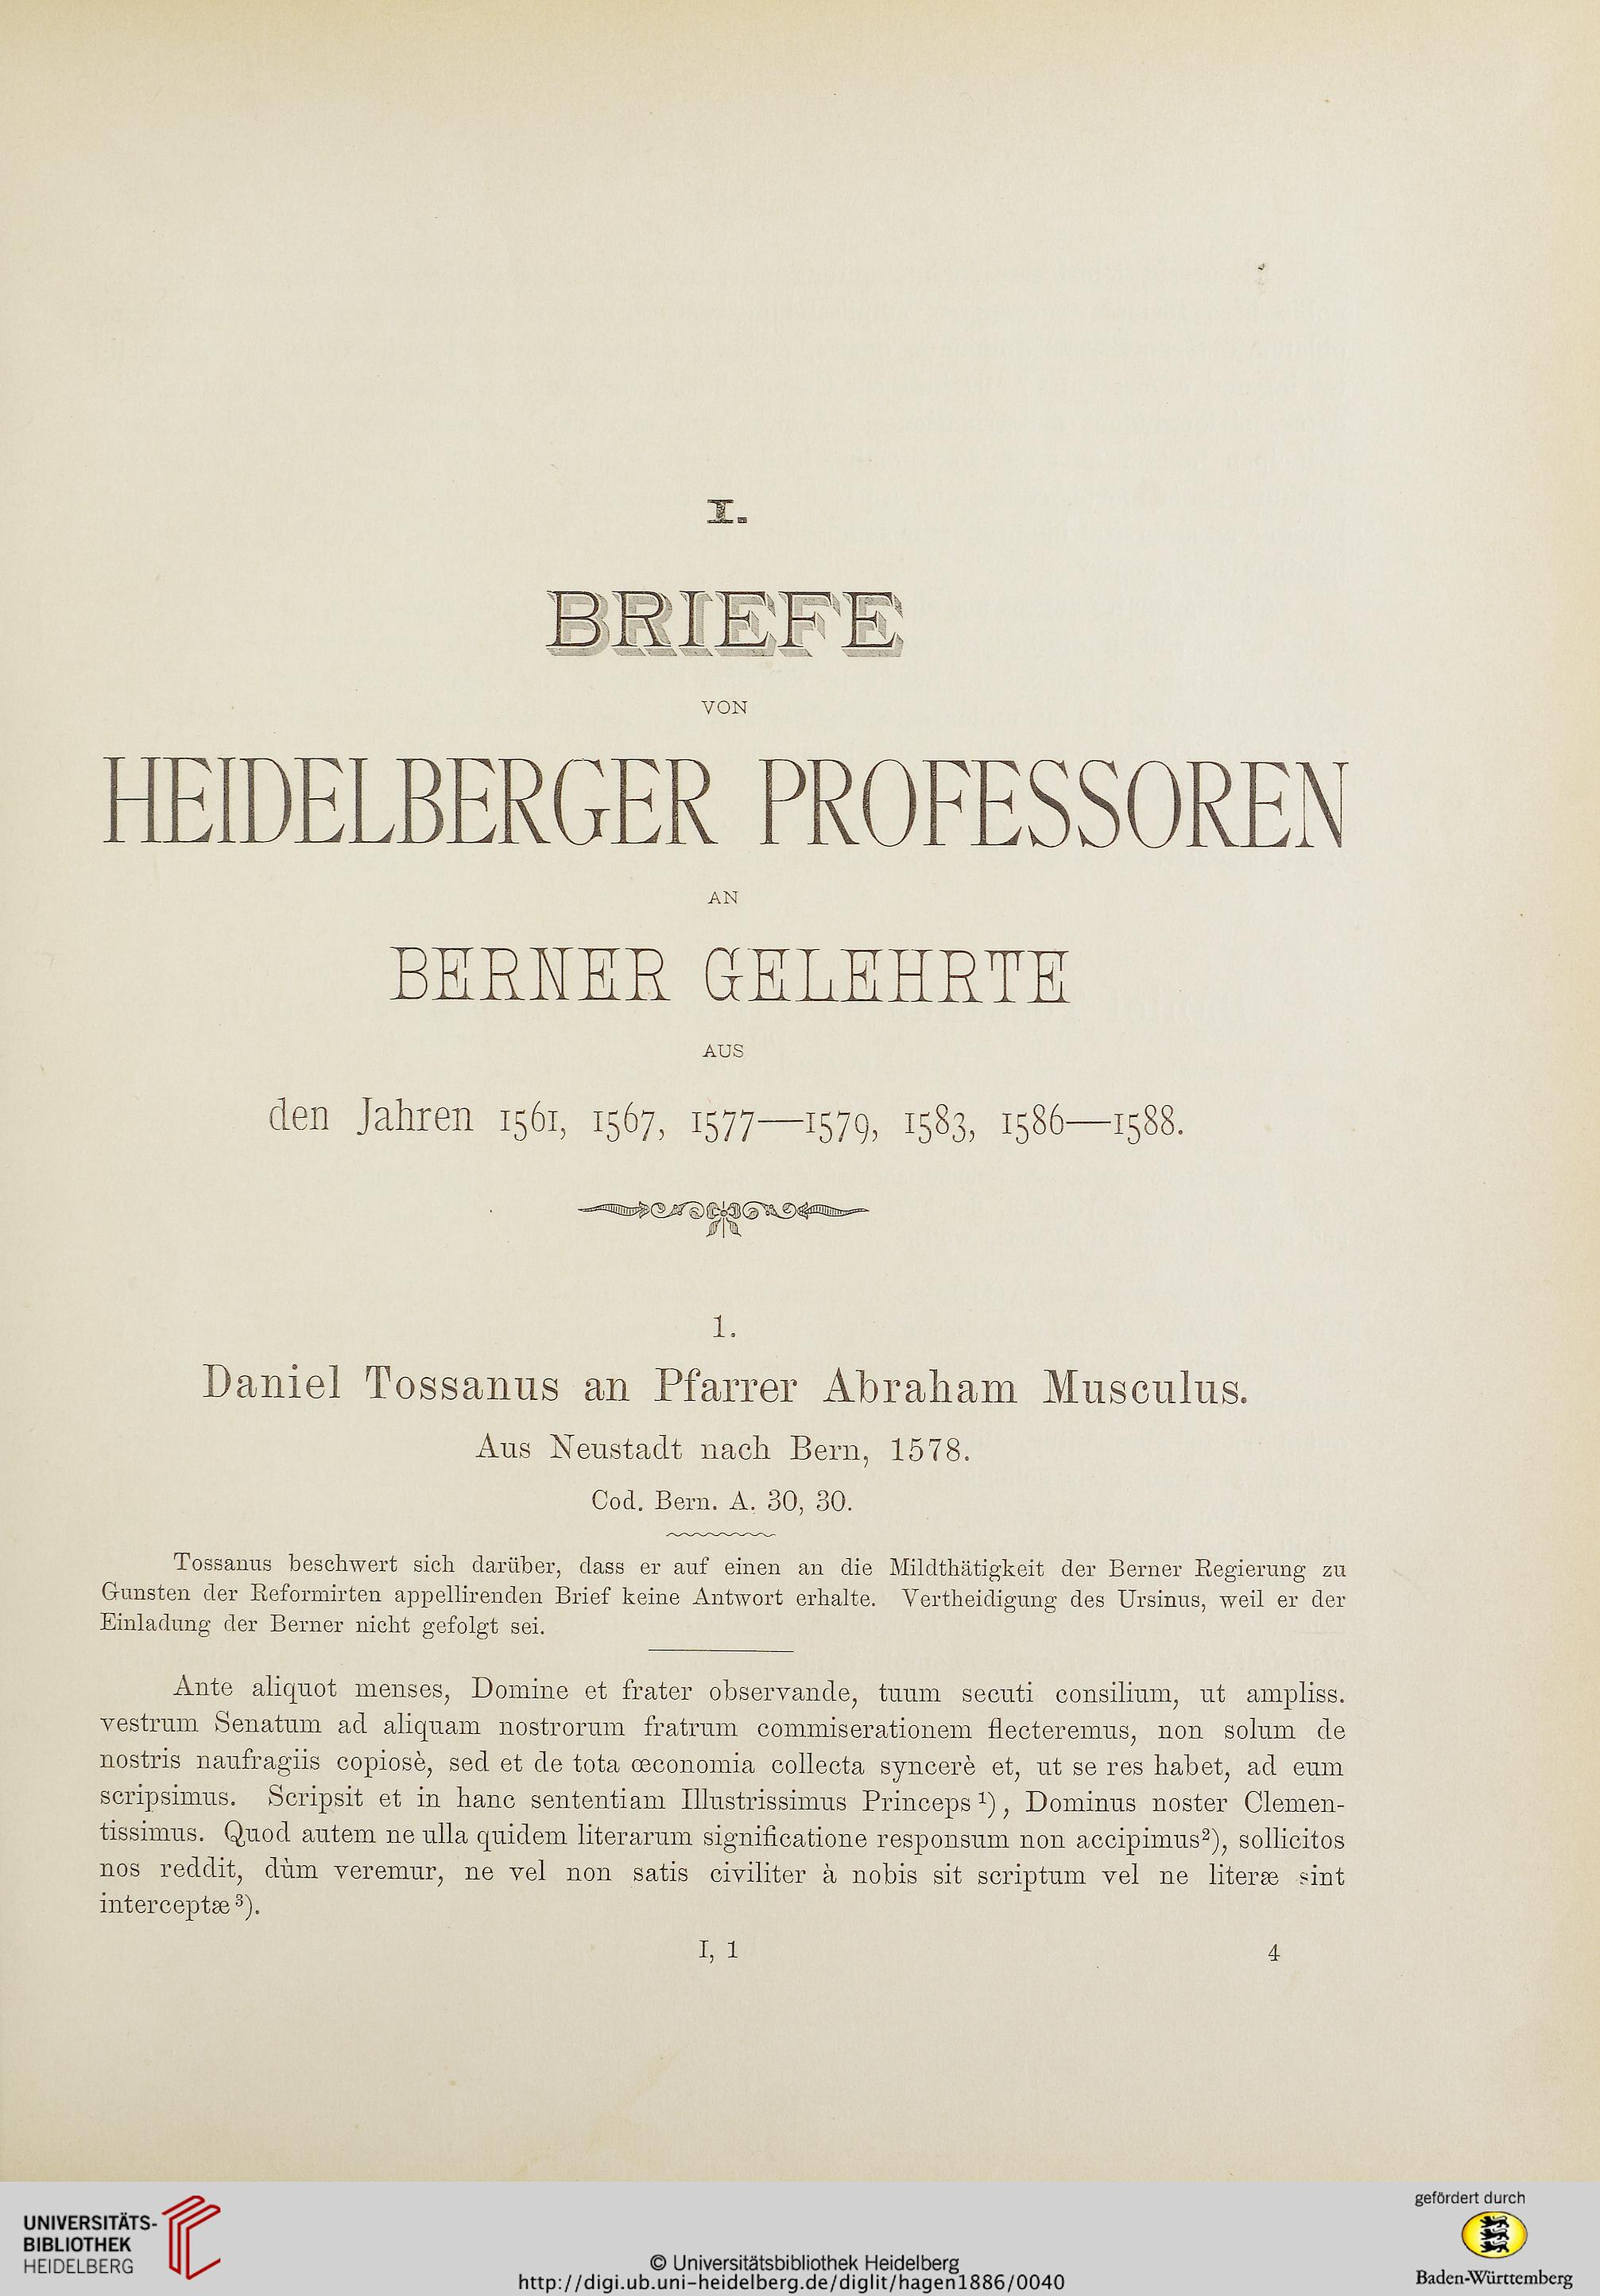 I.
BRIEFE
VON
HEIDELBERGER PROFESSOREN
AN
BERNER GELEHRTE
AUS
den Jahren 1561, 1567, 1577—1579, 1583, 1586—1588.
1.
Daniel Tossanus an Pfarrer Abraham Musculus.
Aus Neustadt nach Bern, 1578.
Cod. Bern. A. 30, 30.
Tossanus beschwert sich darüber, dass er auf einen an die Mildthätigkeit der Berner Regierung zu
Gunsten der Reformirten appellirenden Brief keine Antwort erhalte. Vertheidigung des Ursinus, weil er der
Einladung der Berner nicht gefolgt sei.
Ante aliquot menses, Domine et frater observande, tuum secuti consilium, ut ampliss.
vestrum Senatum ad aliquam nostrorum fratrum commiserationem flecteremus, non solum de
nostris naufragiis copiosè, sed et de tota œconomia collecta syncerè et, ut se res habet, ad eum
scripsimus. Scripsit et in hanc sententiam Illustrissimus Princeps ¹), Dominus noster Clemen-
tissimus. Quod autem ne ulla quidem literarum significatione responsum non accipimus²), sollicitos
nos reddit, dùm veremur, ne vel non satis civiliter à nobis sit scriptum vel ne literæ sint
interceptæ ³).
I, 1 4
UNIVERSITÄTS-
BIBLIOTHEK
HEIDELBERG
© Universitätsbibliothek Heidelberg
http://digi.ub.uni-heidelberg.de/diglit/hagen1886/0040
gefördert durch
Baden-Württemberg